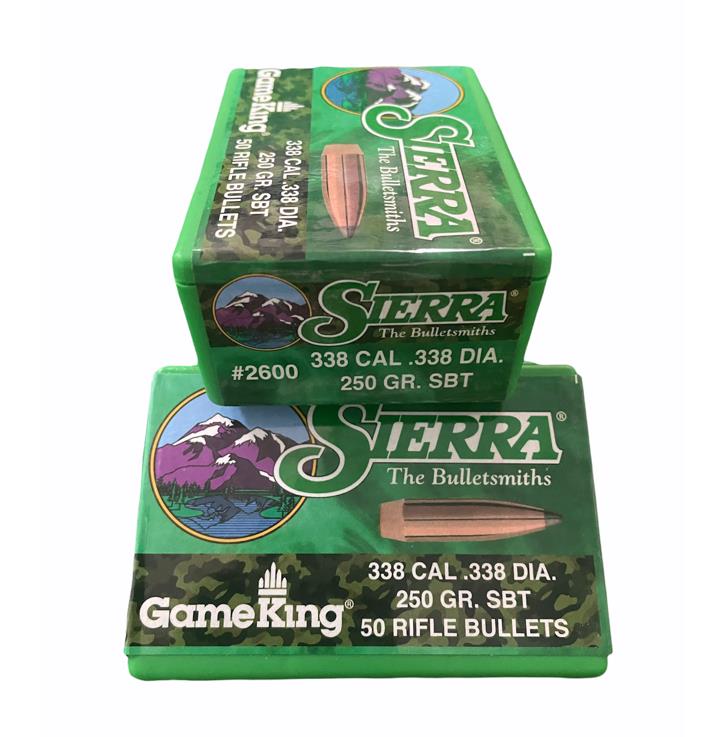 GameKing
338 CAL .338 DIA.
250 GR. SBT
50 RIFLE BULLETS
SIERRA®
The Bulletsmiths
SIERRA®
The Bulletsmiths
#2600
338 CAL .338 DIA.
250 GR. SBT
SIERRA®
The Bulletsmiths
GameKing®
338 CAL .338 DIA.
250 GR. SBT
50 RIFLE BULLETS